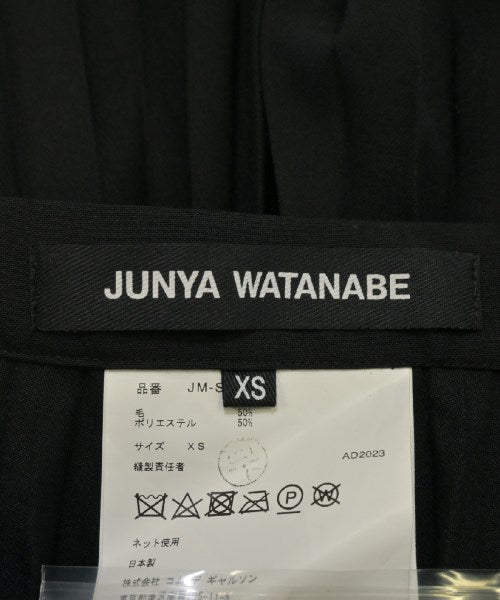 JUNYA WATANABE
XS
品番 JM-S
毛 50%
ポリエステル 50%
サイズ XS
縫製責任者
AD2023
P
W
ネット使用
日本製
株式会社 コム デ ギャルソン